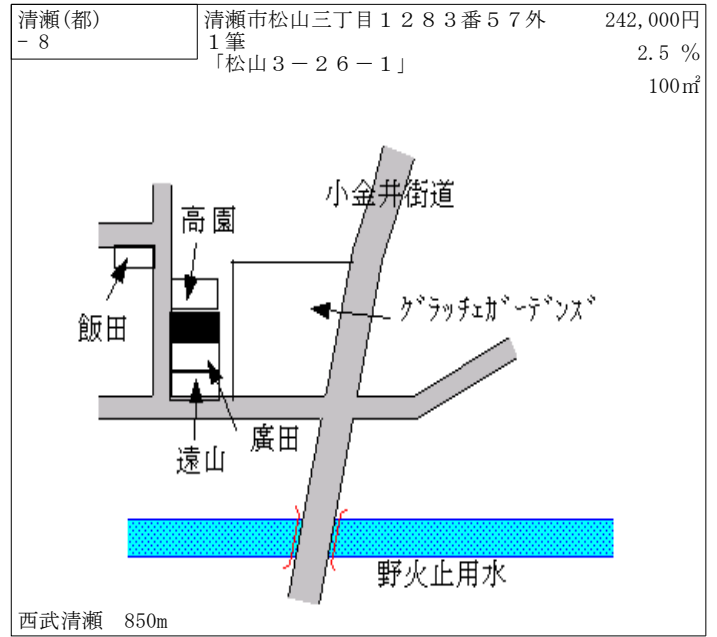 清瀬(都)
- 8
清瀬市松山三丁目１２８３番５７外
１筆
「松山３－２６－１」
242,000円
2.5 %
100㎡
小金井街道
高園
飯田
ｸﾞラッチェｶﾞーデﾝズ
廣田
遠山
野火止用水
西武清瀬　850m